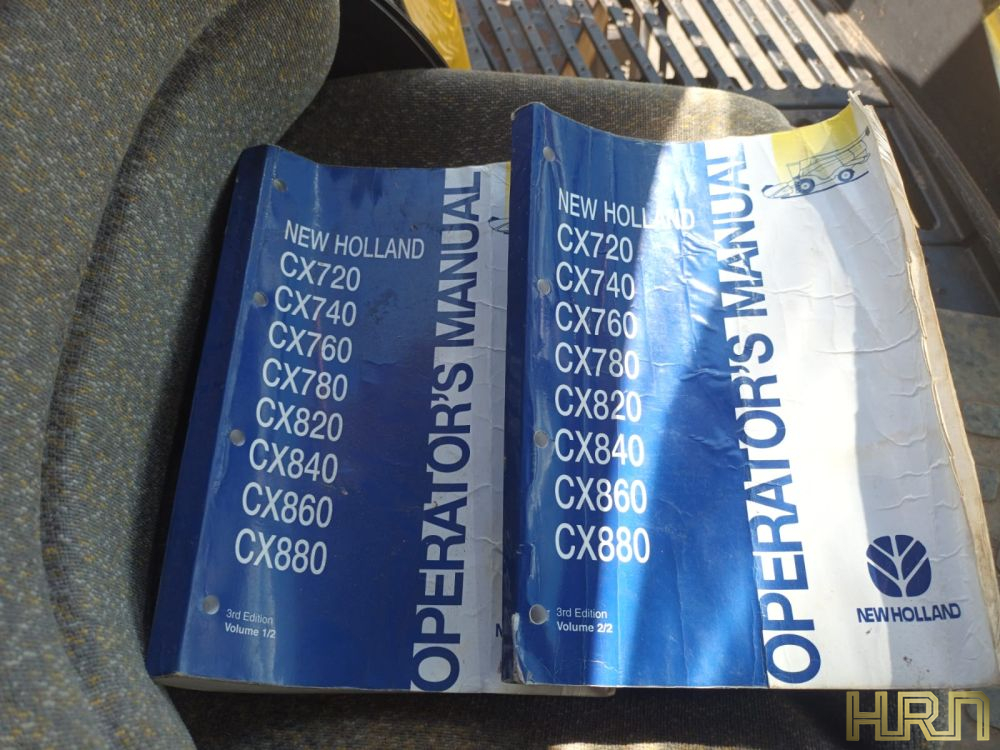 NEW HOLLAND
CX720
CX740
CX760
CX780
CX820
CX840
CX860
CX880
3rd Edition
Volume 1/2
OPERATOR'S MANUAL
N
NEW HOLLAND
CX720
CX740
CX760
CX780
CX820
CX840
CX860
CX880
3rd Edition
Volume 2/2
OPERATOR'S MANUAL
NEW HOLLAND
HRN